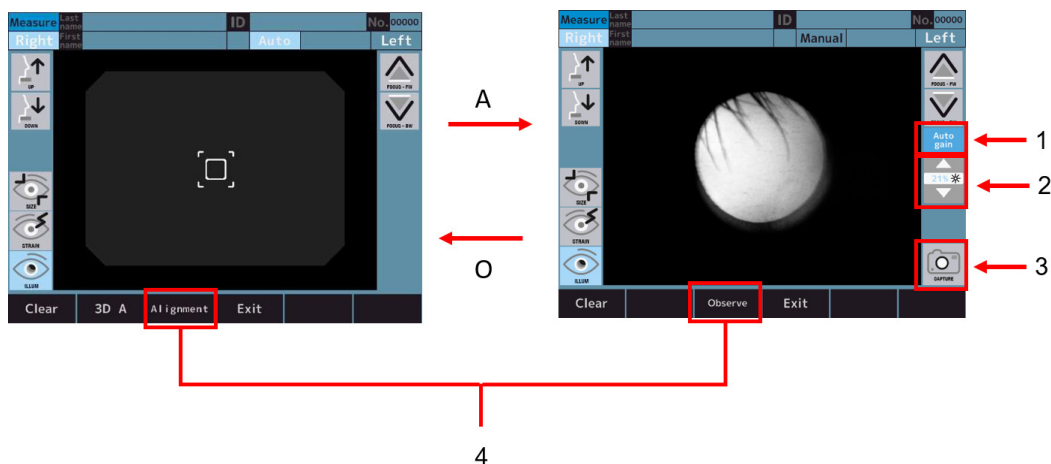 Measure Last name ID No. 00000
Right First name Auto Left
UP
FOCUS - FW
DOWN
FOCUS - BW
SIZE
STRAIN
ILLUM
Clear 3D A Alignment Exit
A
O
Measure Last name ID No. 00000
Right First name Manual Left
UP
FOCUS - FW
DOWN
Auto gain
21%
SIZE
STRAIN
ILLUM
CAPTURE
Clear Observe Exit
1
2
3
4